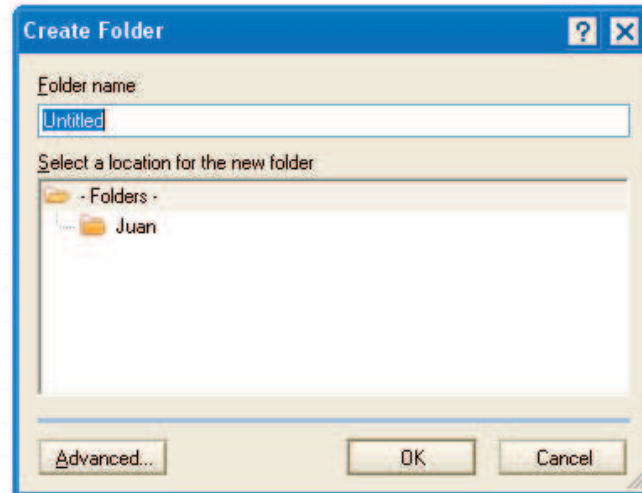 Create Folder
Folder name
Untitled
Select a location for the new folder
- Folders -
Juan
Advanced...
OK
Cancel